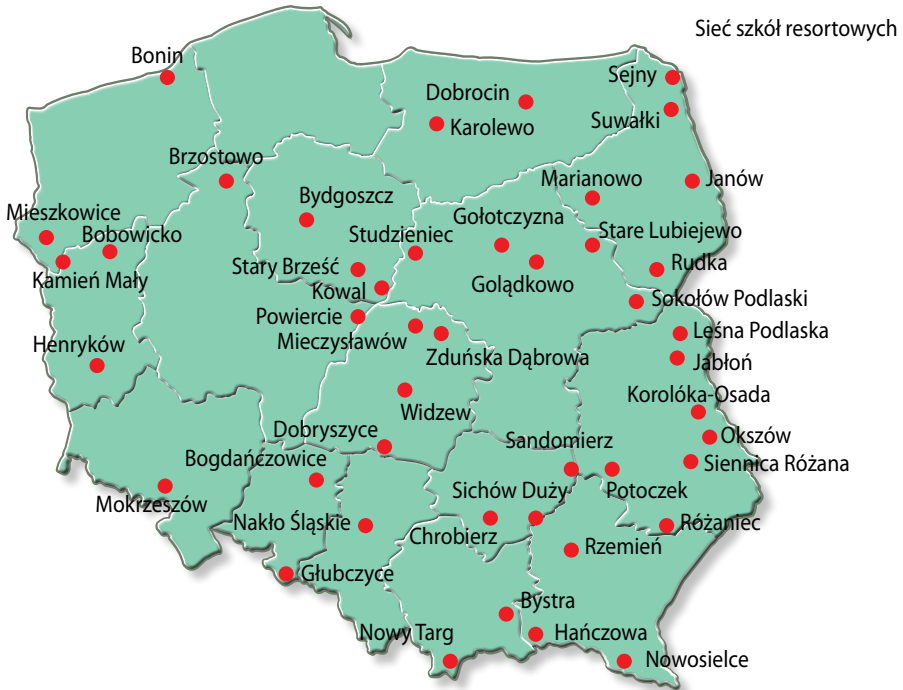 Sieć szkół resortowych
Bonin
Sejny
Dobrocin
Suwałki
Karolewo
Brzostowo
Marianowo
Janów
Bydgoszcz
Mieszkowice
Gołotczyzna
Bobowicko
Studzieniec
Stare Lubiejewo
Stary Brześć
Rudka
Kamień Mały
Golądkowo
Kowal
Sokołów Podlaski
Powiercie
Leśna Podlaska
Mieczysławów
Henryków
Zduńska Dąbrowa
Jabłoń
Korolóka-Osada
Widzew
Dobryszyce
Okszów
Sandomierz
Bogdańczowice
Siennica Różana
Mokrzeszów
Sichów Duży
Potoczek
Nakło Śląskie
Różaniec
Chrobierz
Rzemień
Głubczyce
Bystra
Nowy Targ
Hańczowa
Nowosielce